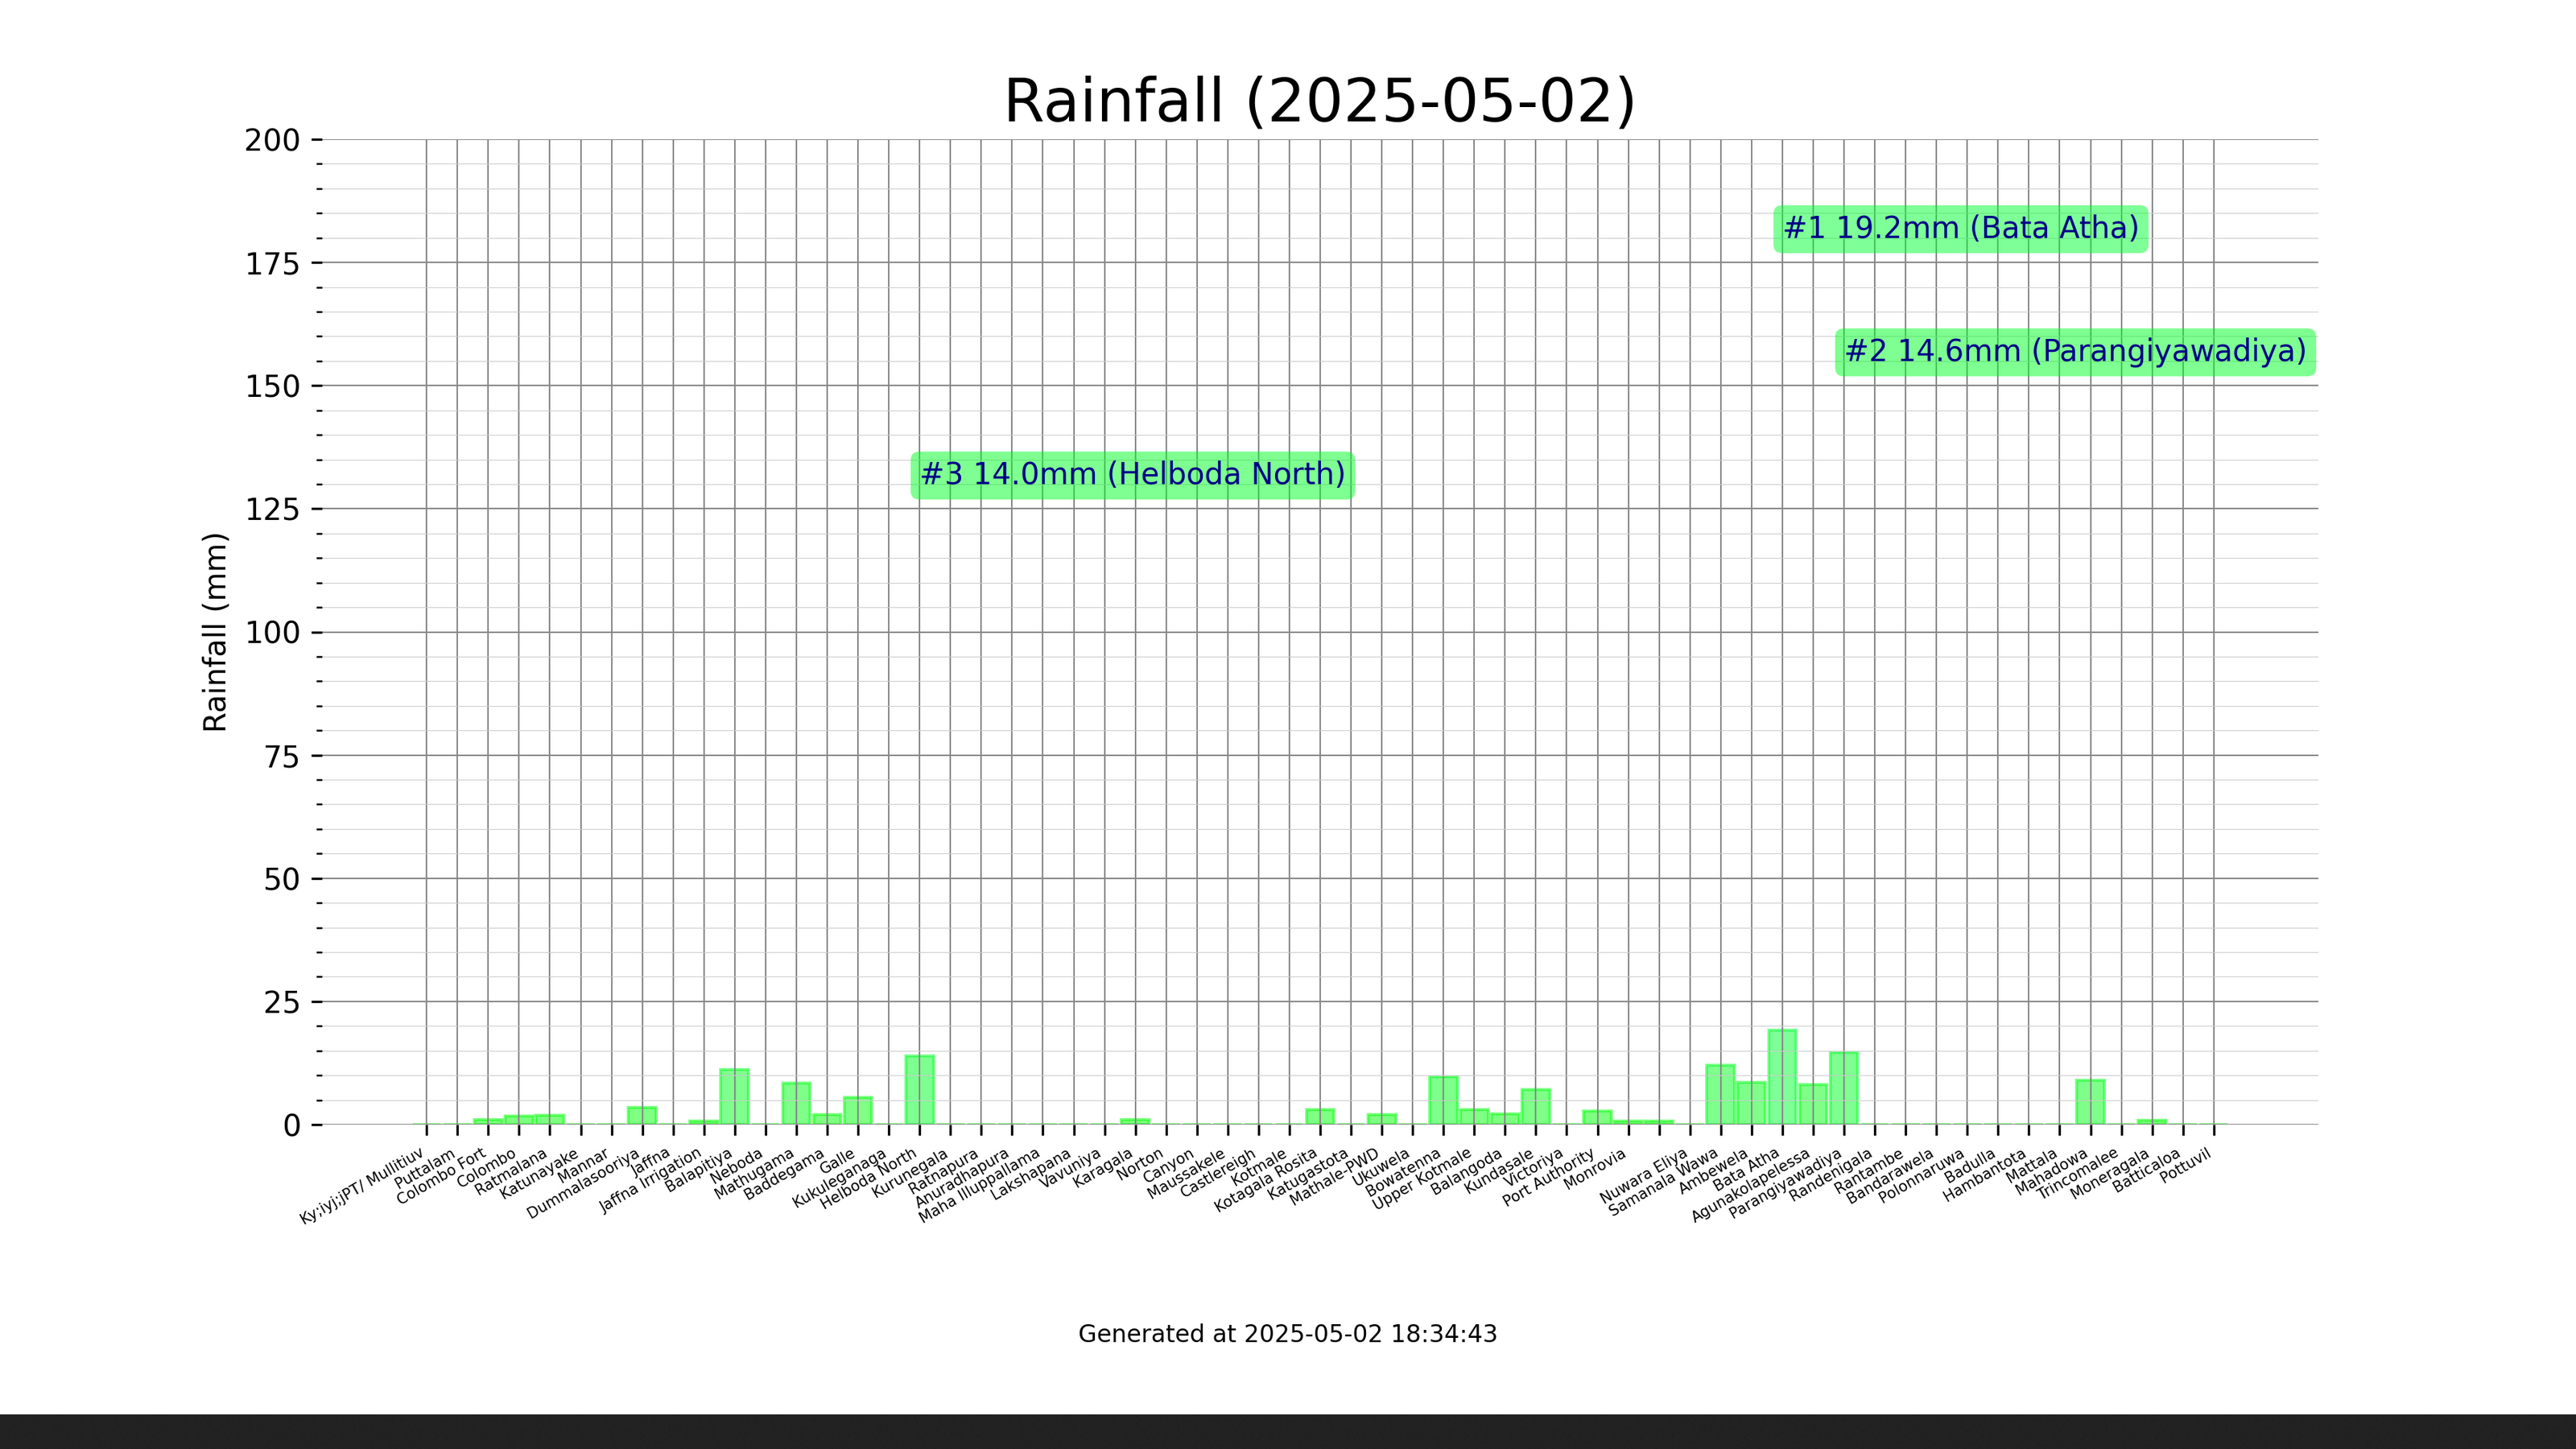 Rainfall (2025-05-02)
Rainfall (mm)
200
175
150
125
100
75
50
25
0
#1 19.2mm (Bata Atha)
#2 14.6mm (Parangiyawadiya)
#3 14.0mm (Helboda North)
Ky;iyj;jPT/ Mullitiuv
Puttalam
Colombo Fort
Colombo
Ratmalana
Katunayake
Mannar
Dummalasooriya
Jaffna
Jaffna Irrigation
Balapitiya
Neboda
Mathugama
Baddegama
Galle
Kukuleganaga
Helboda North
Kurunegala
Ratnapura
Anuradhapura
Maha Iliuppallama
Lakshapana
Vavuniya
Karagala
Norton
Canyon
Maussakele
Castlereigh
Kotmale
Kotagala Rosita
Katugastota
Mathale-PWD
Ukuwela
Bowatenna
Upper Kotmale
Balangoda
Kundasale
Victoriya
Port Authority
Monrovia
Nuwara Eliya
Samanala Wawa
Ambewela
Bata Atha
Agunakolapelessa
Parangiyawadiya
Randenigala
Rantambe
Bandarawela
Polonnaruwa
Badulla
Hambantota
Mattala
Mahadowa
Trincomalee
Moneragala
Batticaloa
Pottuvil
Generated at 2025-05-02 18:34:43